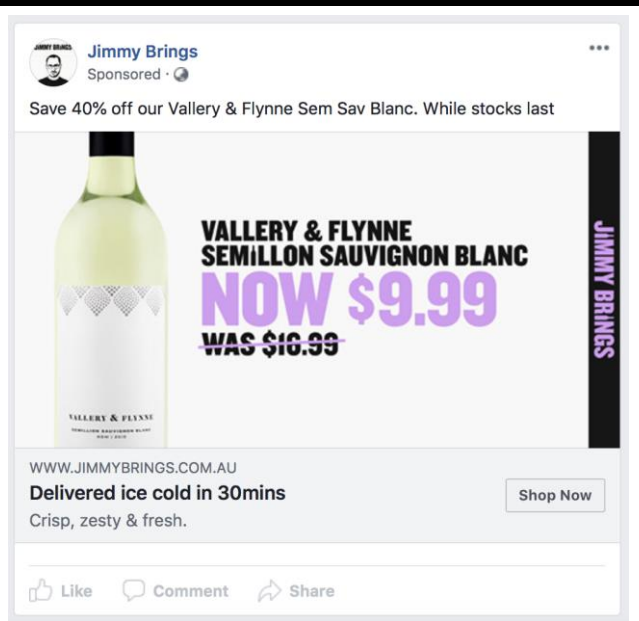 JIMMY BRINGS
Jimmy Brings
Sponsored ·
Save 40% off our Vallery & Flynne Sem Sav Blanc. While stocks last
VALLERY & FLYNNE
SEMILLON SAUVIGNON BLANC
NOW $9.99
WAS $16.99
JIMMY BRINGS
VALLERY & FLYNNE
SEMILLON SAUVIGNON BLANC
WWW.JIMMYBRINGS.COM.AU
Delivered ice cold in 30mins
Crisp, zesty & fresh.
Shop Now
Like
Comment
Share